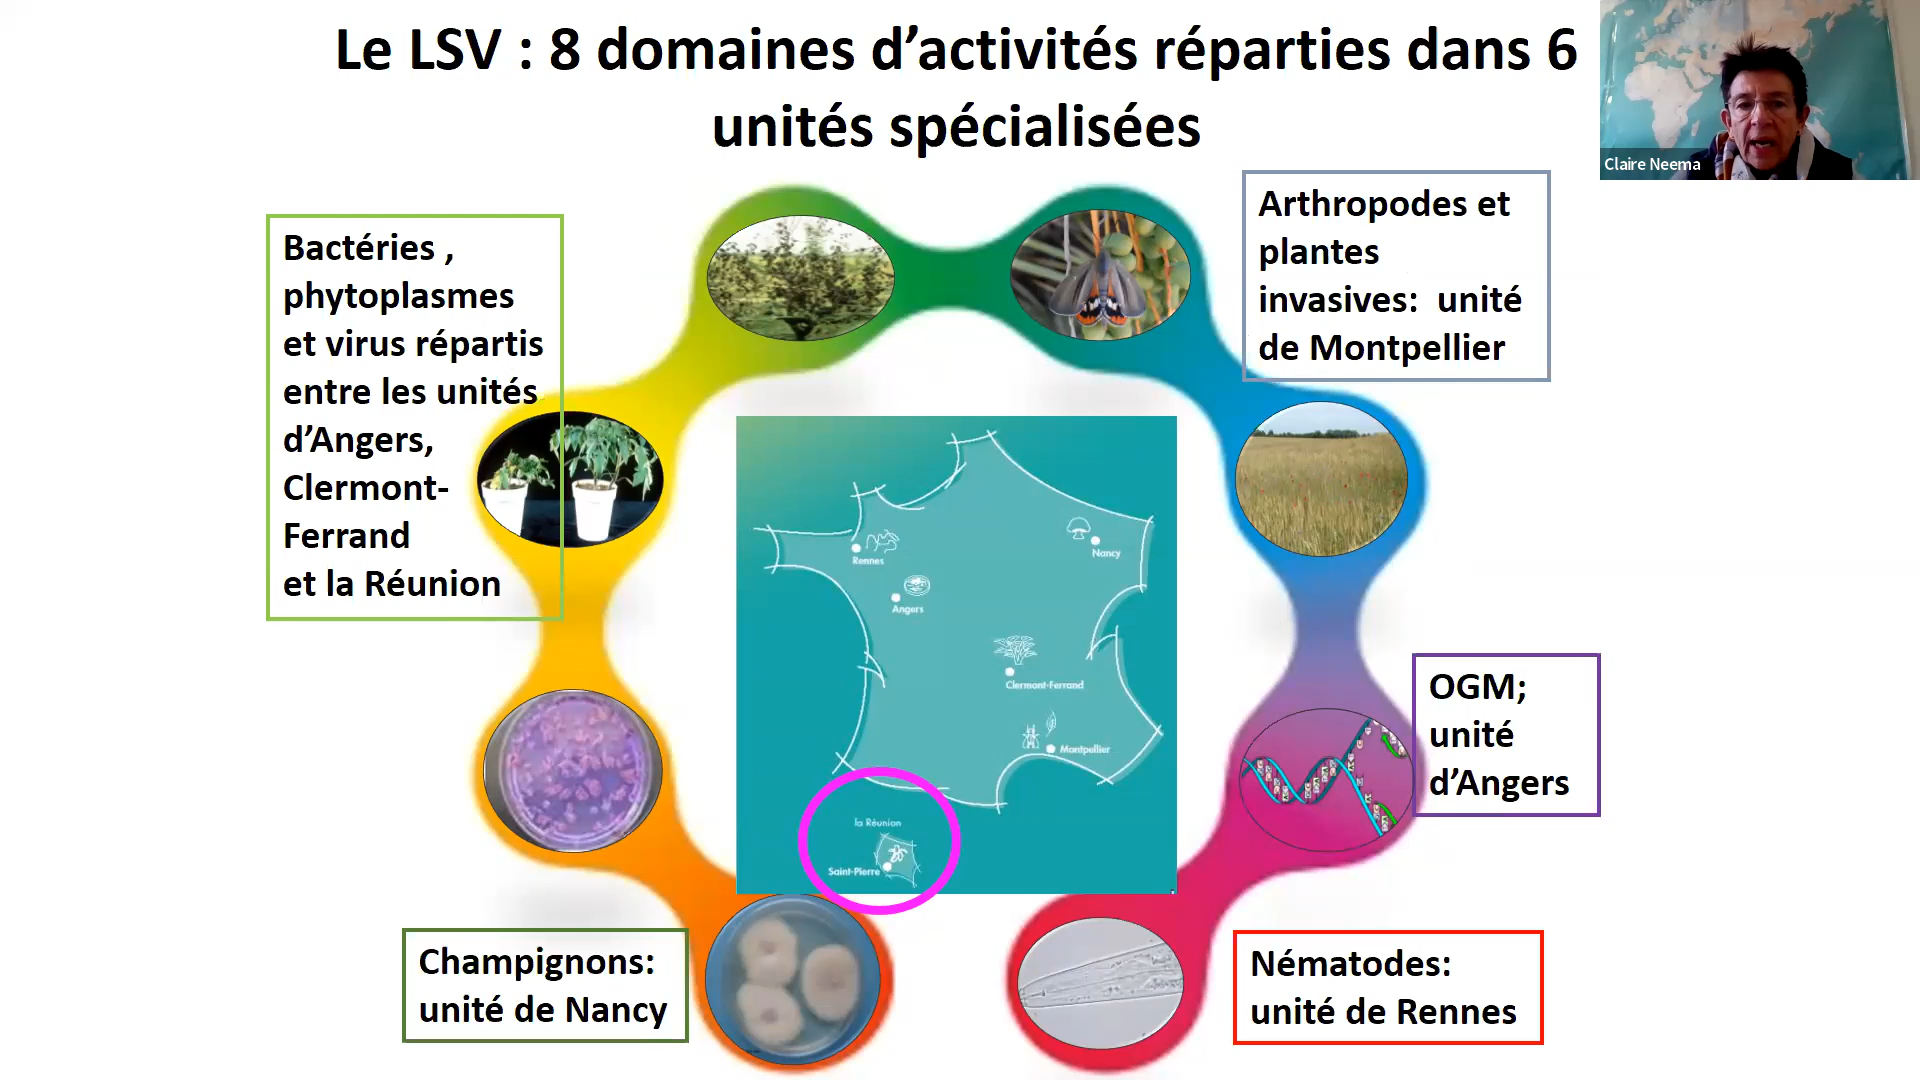 Le LSV : 8 domaines d’activités réparties dans 6
unités spécialisées
Claire Neema
Bactéries ,
phytoplasmes
et virus répartis
entre les unités
d’Angers,
Clermont-
Ferrand
et la Réunion
Arthropodes et
plantes
invasives:  unité
de Montpellier
Rennes
Nancy
Angers
Clermont-Ferrand
Montpellier
la Réunion
Saint-Pierre
OGM;
unité
d’Angers
Champignons:
unité de Nancy
Nématodes:
unité de Rennes